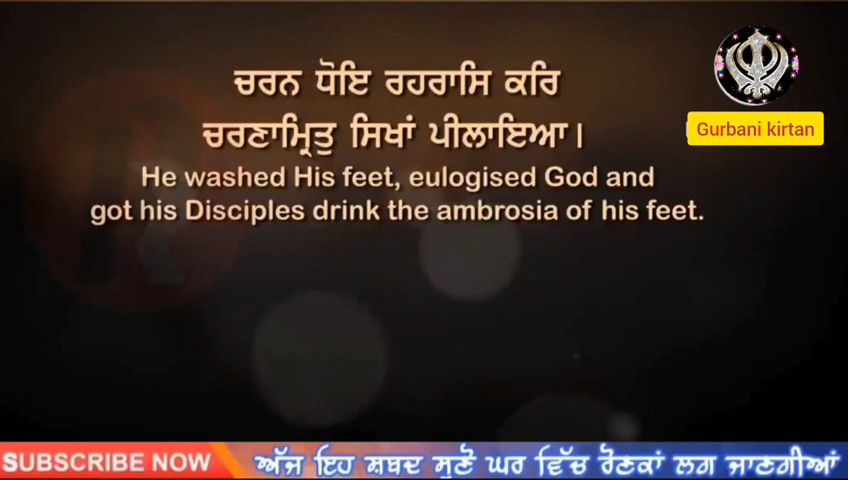 ਚਰਨ ਧੋਇ ਰਹਰਾਸਿ ਕਰਿ
ਚਰਣਾਮ੍ਰਿਤੁ ਸਿਖਾਂ ਪੀਲਾਇਆ।
He washed His feet, eulogised God and
got his Disciples drink the ambrosia of his feet.
Gurbani kirtan
SUBSCRIBE NOW ਅੱਜ ਇਹ ਸ਼ਬਦ ਸੁਣੋ ਘਰ ਵਿੱਚ ਰੌਣਕਾਂ ਲਗ ਜਾਣਗੀਆਂ